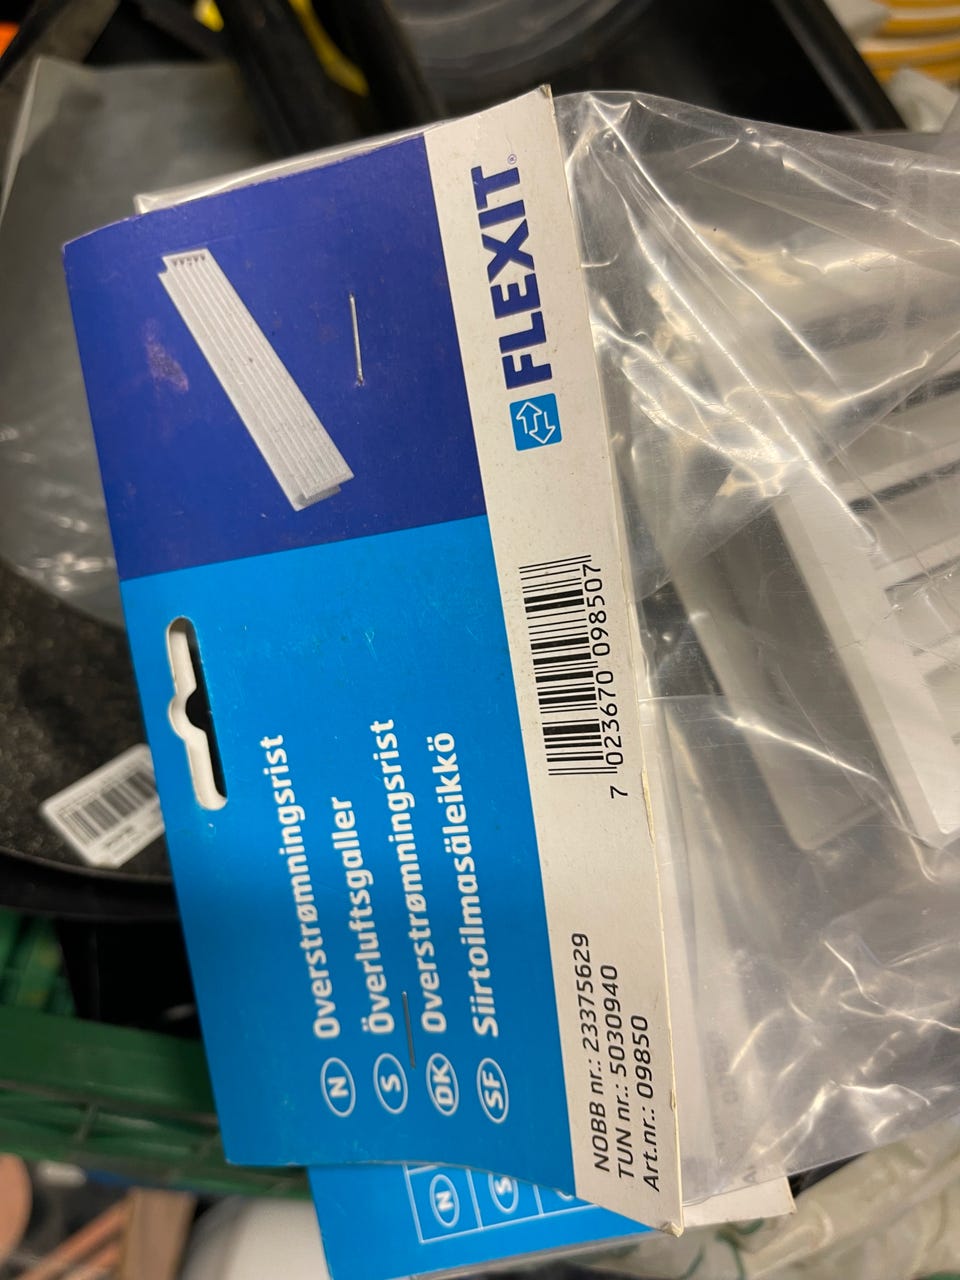 FLEXIT®
N Overstrømningsrist
S Överluftsgaller
DK Overstrømningsrist
SF Siirtoilmasäleikkö
7 023670 098507
NOBB nr.: 23375629
TUN nr.: 5030940
Art.nr.: 09850
N
S